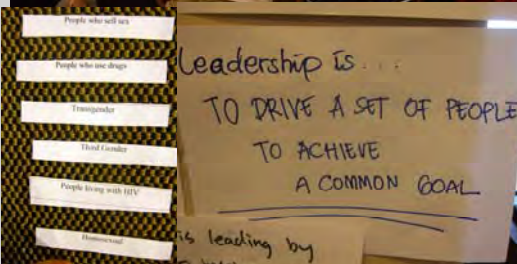 People who sell sex
People who use drugs
Transgender
Third Gender
People living with HIV
Homosexual
Leadership is...
TO DRIVE A SET OF PEOPLE
TO ACHIEVE
A COMMON GOAL
is leading by